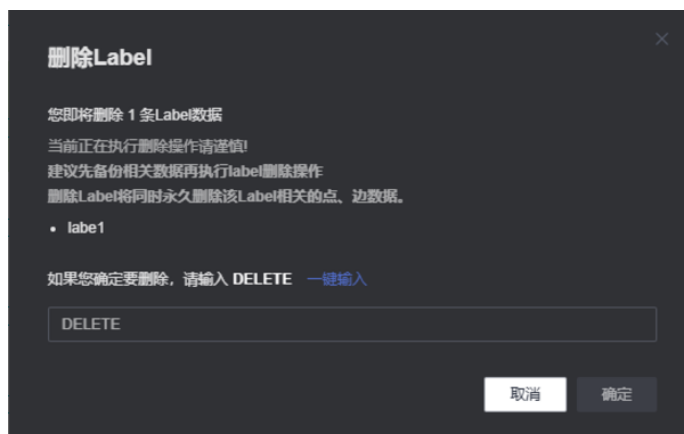 删除Label
您即将删除 1 条Label数据
当前正在执行删除操作请谨慎!
建议先备份相关数据再执行label删除操作
删除Label将同时永久删除该Label相关的点、边数据。
• labe1
如果您确定要删除，请输入 DELETE 一键输入
DELETE
取消 确定